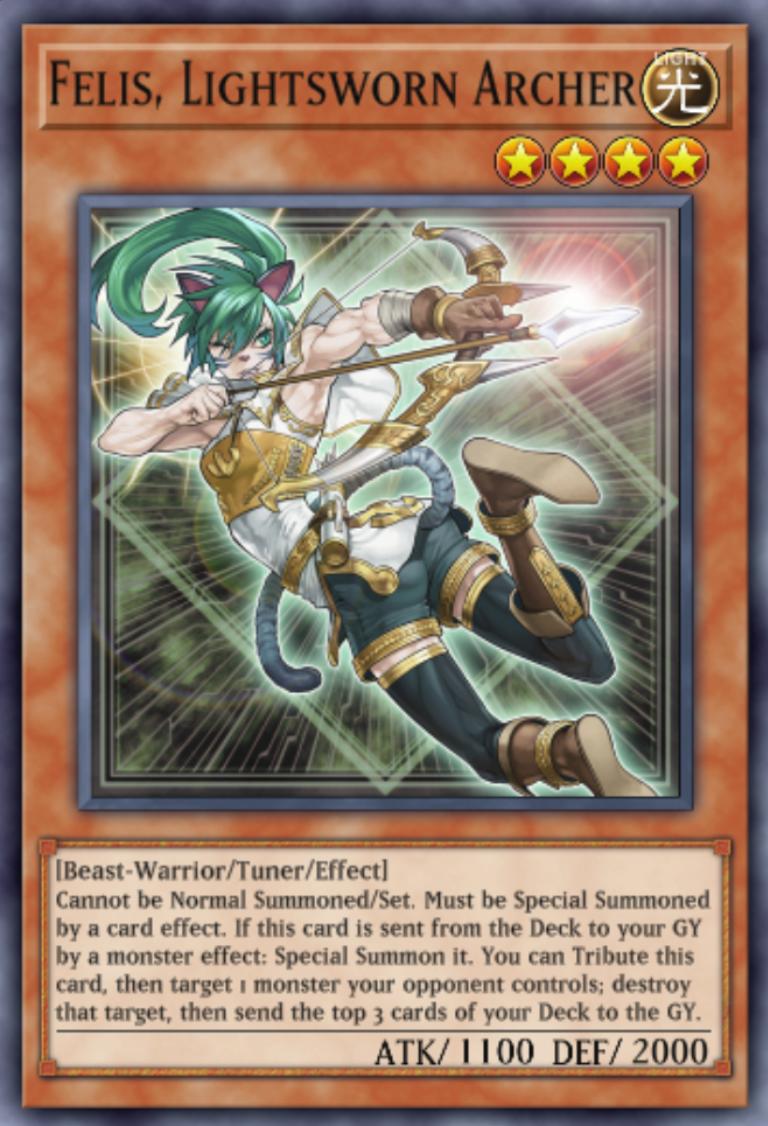 Felis, Lightsworn Archer
LIGHT
光
[Beast-Warrior/Tuner/Effect]
Cannot be Normal Summoned/Set. Must be Special Summoned
by a card effect. If this card is sent from the Deck to your GY
by a monster effect: Special Summon it. You can Tribute this
card, then target 1 monster your opponent controls; destroy
that target, then send the top 3 cards of your Deck to the GY.
ATK/ 1100 DEF/ 2000